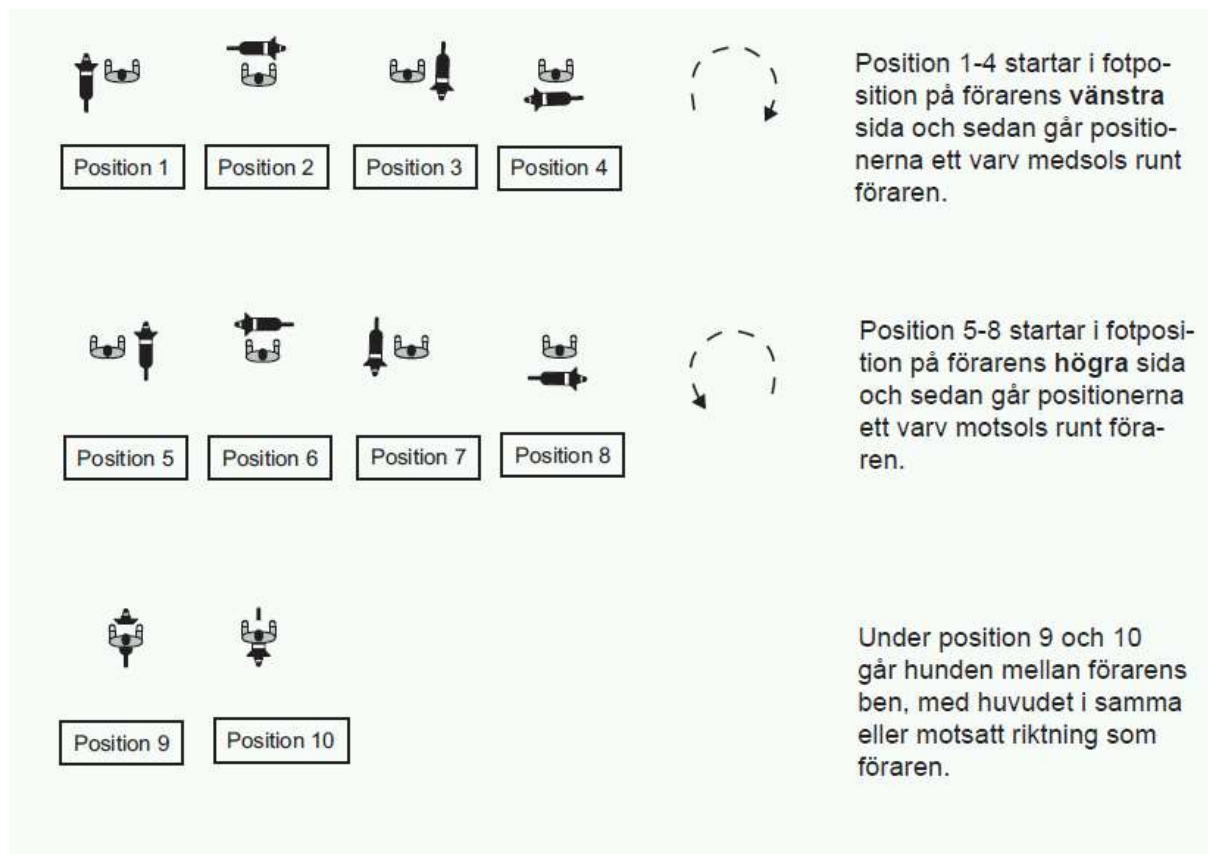 Position 1-4 startar i fotpo-
sition på förarens vänstra
sida och sedan går positio-
nerna ett varv medsols runt
föraren.
Position 1
Position 2
Position 3
Position 4
Position 5-8 startar i fotposi-
tion på förarens högra sida
och sedan går positionerna
ett varv motsols runt föra-
ren.
Position 5
Position 6
Position 7
Position 8
Under position 9 och 10
går hunden mellan förarens
ben, med huvudet i samma
eller motsatt riktning som
föraren.
Position 9
Position 10